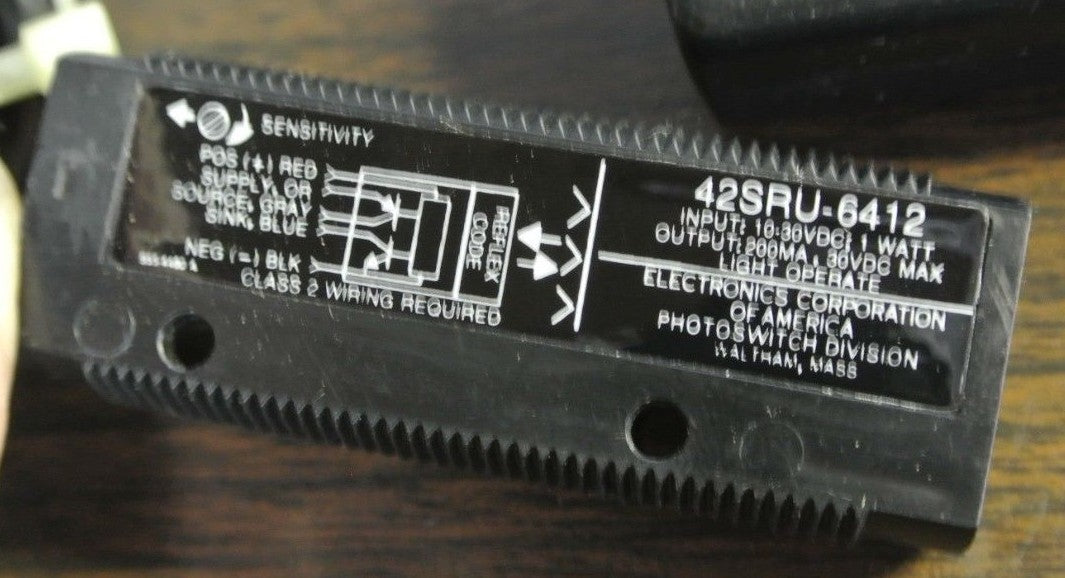 SENSITIVITY
POS (+) RED
SUPPLY, OR
SOURCE, GRAY
SINK, BLUE
NEG (-) BLK
CLASS 2 WIRING REQUIRED
REFLEX
CODE
42SRU-6412
INPUT: 10-30VDC; 1 WATT
OUTPUT: 200MA, 30VDC MAX
LIGHT OPERATE
ELECTRONICS CORPORATION
OF AMERICA
PHOTOSWITCH DIVISION
WALTHAM, MASS